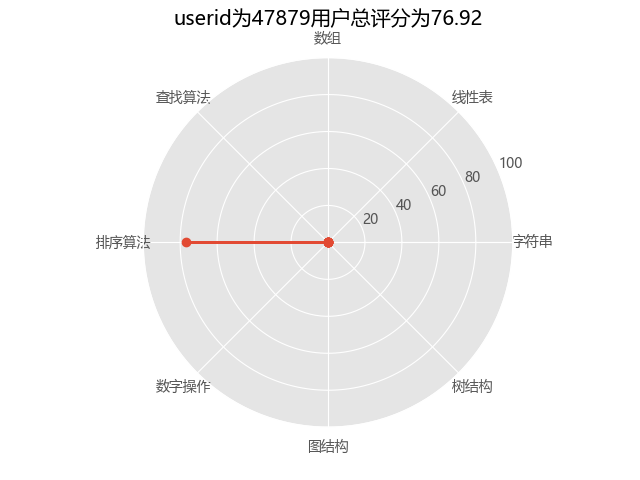 userid为47879用户总评分为76.92
数组
查找算法
线性表
100
80
60
40
20
排序算法
字符串
数字操作
树结构
图结构